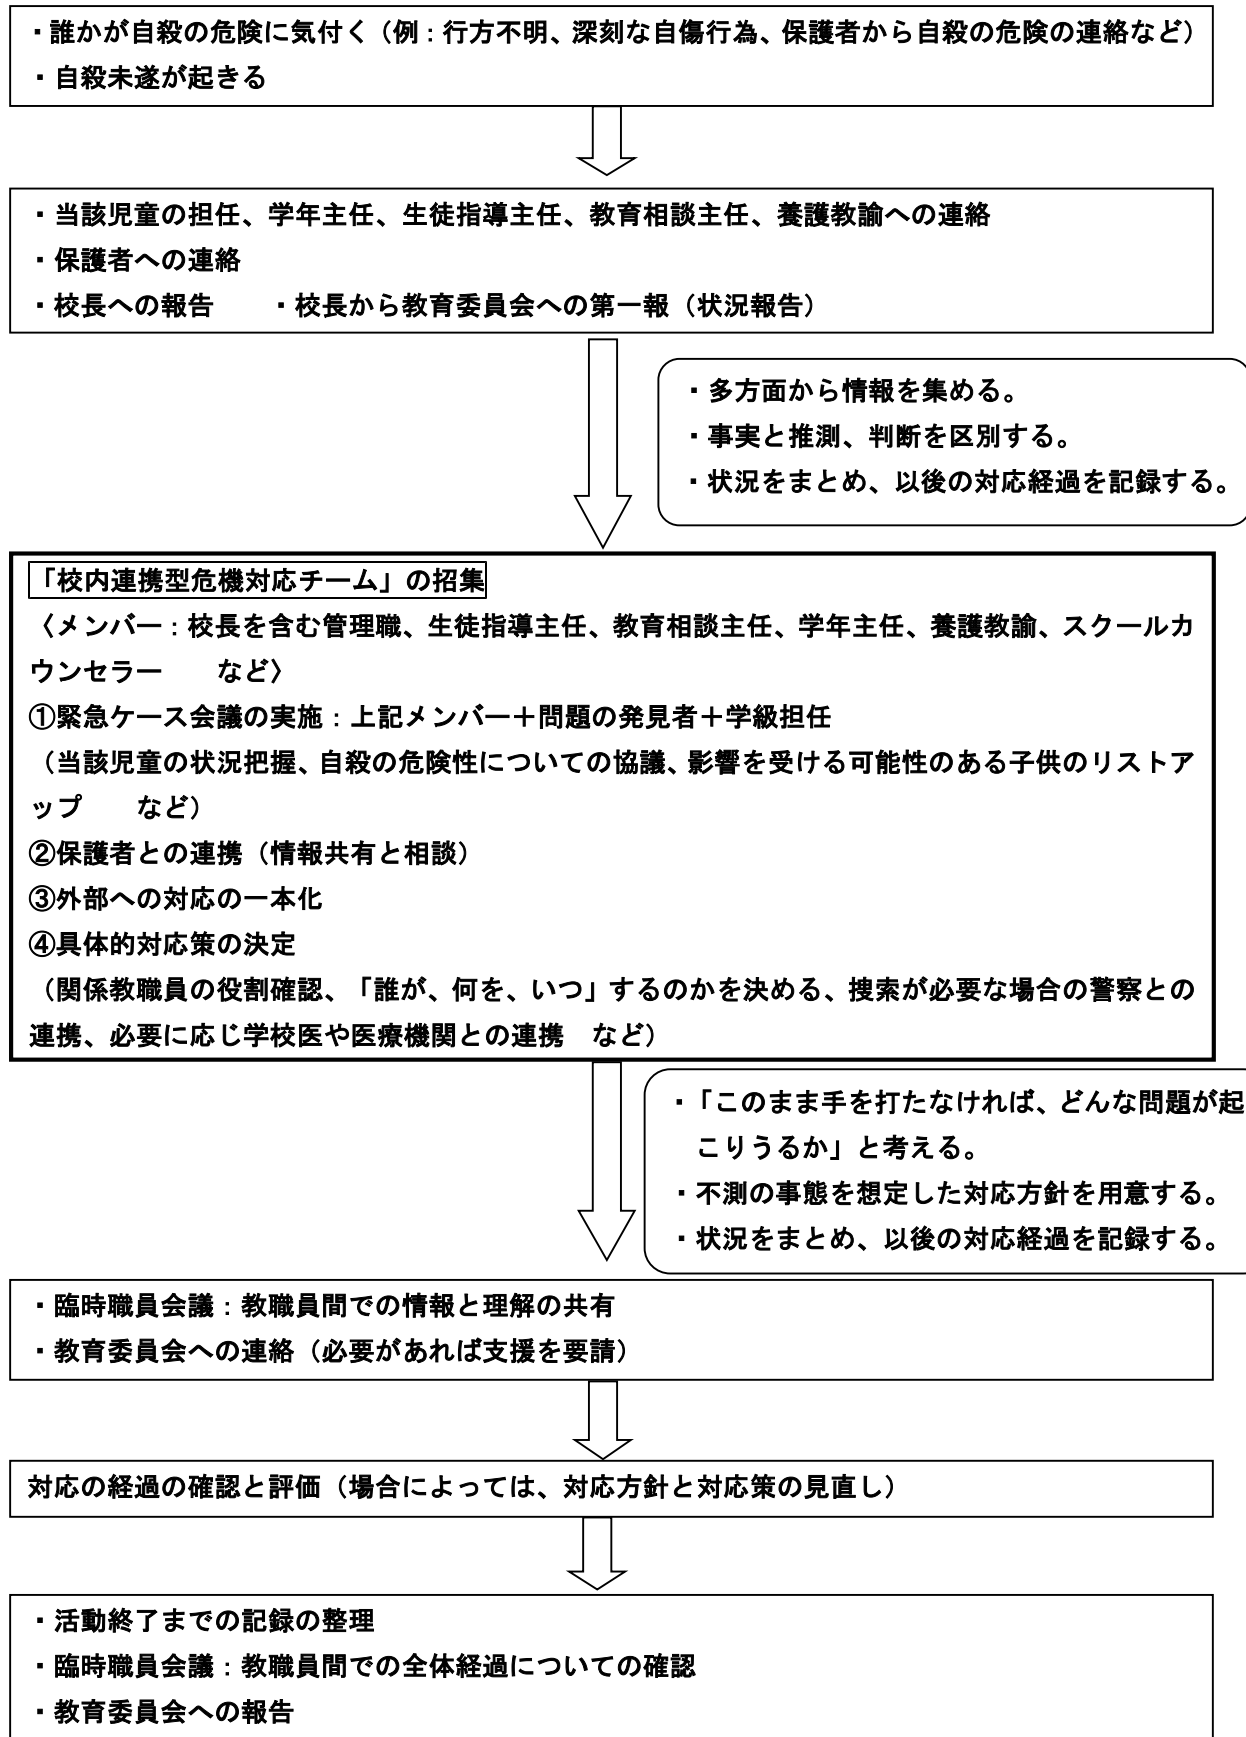 ・誰かが自殺の危険に気付く（例：行方不明、深刻な自傷行為、保護者から自殺の危険の連絡など）
・自殺未遂が起きる
・当該児童の担任、学年主任、生徒指導主任、教育相談主任、養護教諭への連絡
・保護者への連絡
・校長への報告　　・校長から教育委員会への第一報（状況報告）
・多方面から情報を集める。
・事実と推測、判断を区別する。
・状況をまとめ、以後の対応経過を記録する。
「校内連携型危機対応チーム」の招集
〈メンバー：校長を含む管理職、生徒指導主任、教育相談主任、学年主任、養護教諭、スクールカ
ウンセラー　　など〉
①緊急ケース会議の実施：上記メンバー＋問題の発見者＋学級担任
（当該児童の状況把握、自殺の危険性についての協議、影響を受ける可能性のある子供のリストア
ップ　　など）
②保護者との連携（情報共有と相談）
③外部への対応の一本化
④具体的対応策の決定
（関係教職員の役割確認、「誰が、何を、いつ」するのかを決める、捜索が必要な場合の警察との
連携、必要に応じ学校医や医療機関との連携　など）
・「このまま手を打たなければ、どんな問題が起
こりうるか」と考える。
・不測の事態を想定した対応方針を用意する。
・状況をまとめ、以後の対応経過を記録する。
・臨時職員会議：教職員間での情報と理解の共有
・教育委員会への連絡（必要があれば支援を要請）
対応の経過の確認と評価（場合によっては、対応方針と対応策の見直し）
・活動終了までの記録の整理
・臨時職員会議：教職員間での全体経過についての確認
・教育委員会への報告